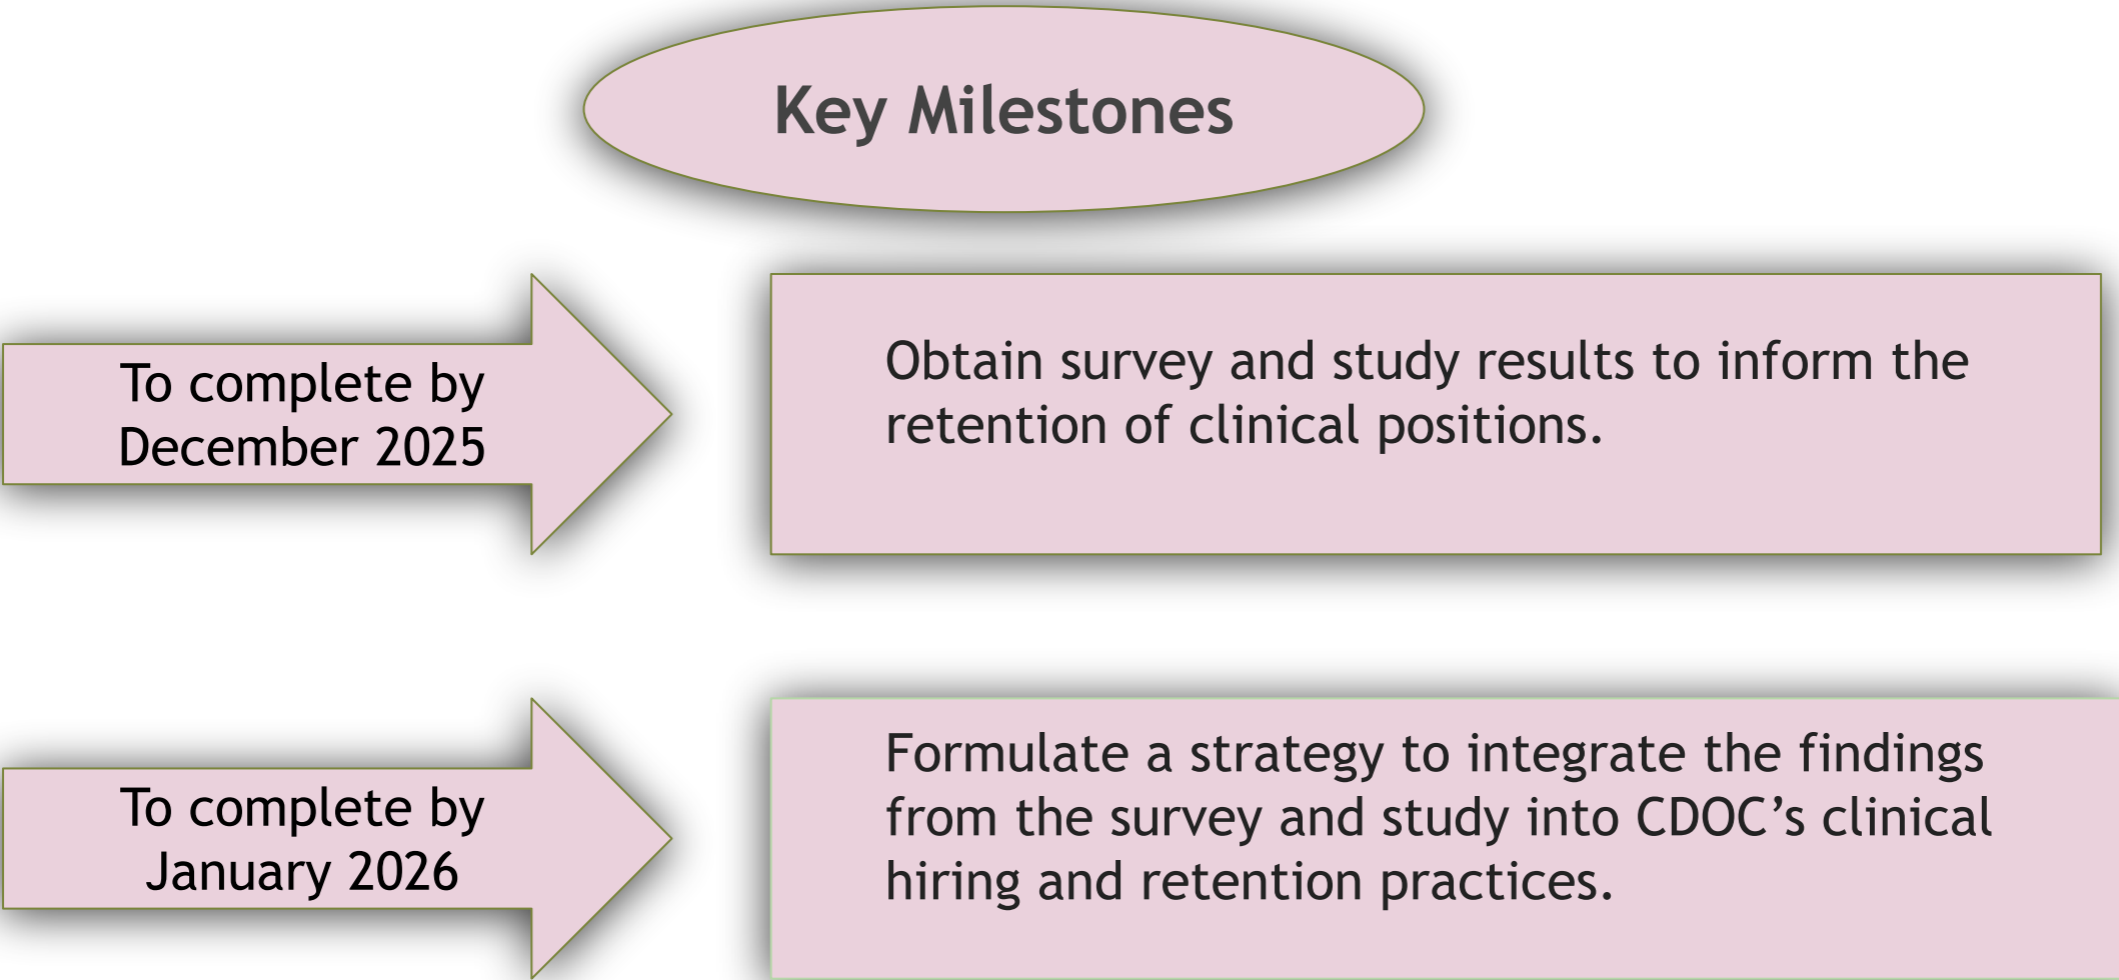 Key Milestones
To complete by
December 2025
Obtain survey and study results to inform the
retention of clinical positions.
To complete by
January 2026
Formulate a strategy to integrate the findings
from the survey and study into CDOC’s clinical
hiring and retention practices.